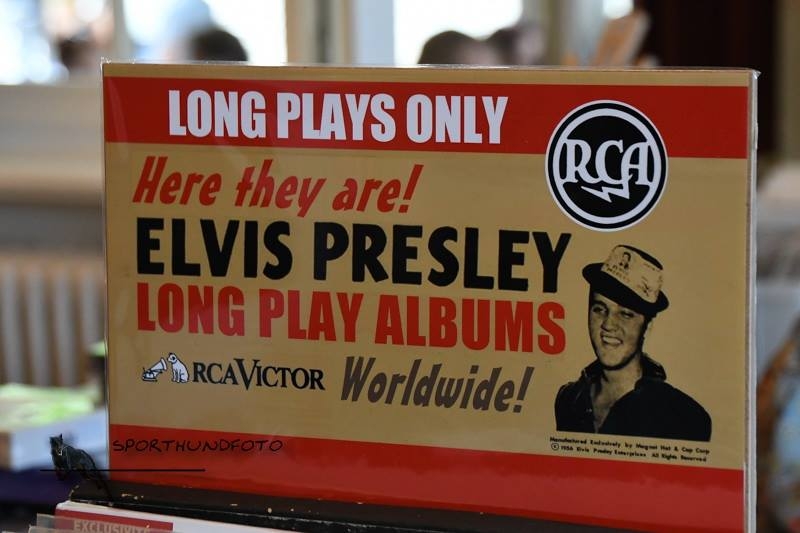 LONG PLAYS ONLY
RCA
Here they are!
ELVIS PRESLEY
LONG PLAY ALBUMS
RCA VICTOR Worldwide!
Manufactured Exclusively by Magnet Hat & Cap Corp
© 1956 Elvis Presley Enterprises All Rights Reserved
SPORTHUNDFOTO
EXCLUSIVITÉ